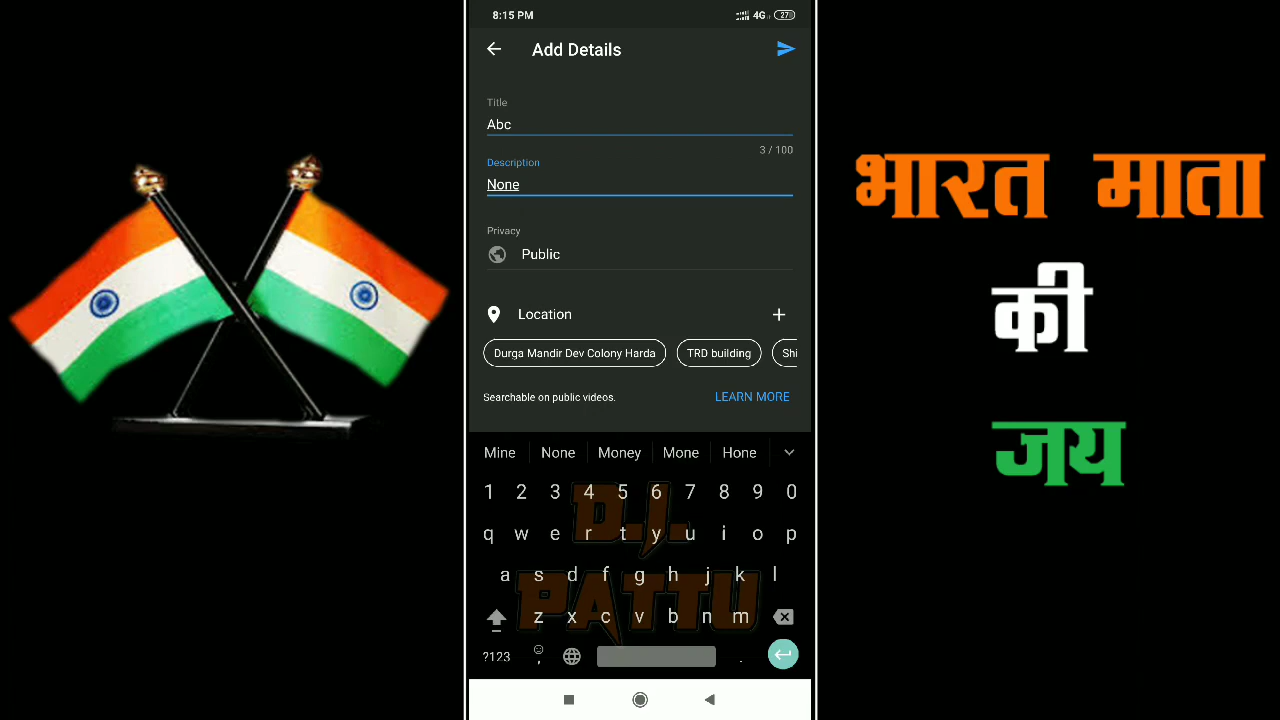 8:15 PM
4G
27
Add Details
Title
Abc
3 / 100
Description
None
Privacy
Public
Location
+
Durga Mandir Dev Colony Harda
TRD building
Shi
Searchable on public videos.
LEARN MORE
Mine None Money Mone Hone
1 2 3 4 5 6 7 8 9 0
q w e r t y u i o p
a s d f g h j k l
z x c v b n m
?123 , .
D.J.
PATTU
भारत माता
की
जय